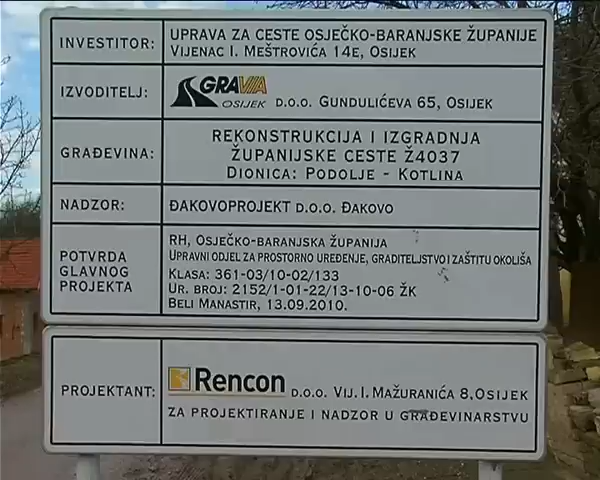 INVESTITOR: UPRAVA ZA CESTE OSJEČKO-BARANJSKE ŽUPANIJE
VIJENAC I. MEŠTROVIĆA 14E, OSIJEK
IZVODITELJ: GRAVIA OSIJEK D.O.O. GUNDULIĆEVA 65, OSIJEK
GRAĐEVINA: REKONSTRUKCIJA I IZGRADNJA
ŽUPANIJSKE CESTE Ž4037
DIONICA: PODOLJE - KOTLINA
NADZOR: ĐAKOVOPROJEKT D.O.O. ĐAKOVO
POTVRDA
GLAVNOG
PROJEKTA
RH, OSJEČKO-BARANJSKA ŽUPANIJA
UPRAVNI ODJEL ZA PROSTORNO UREĐENJE, GRADITELJSTVO I ZAŠTITU OKOLIŠA
KLASA: 361-03/10-02/133
UR. BROJ: 2152/1-01-22/13-10-06 ŽK
BELI MANASTIR, 13.09.2010.
PROJEKTANT: Rencon D.O.O. VIJ. I. MAŽURANIĆA 8, OSIJEK
ZA PROJEKTIRANJE I NADZOR U GRAĐEVINARSTVU